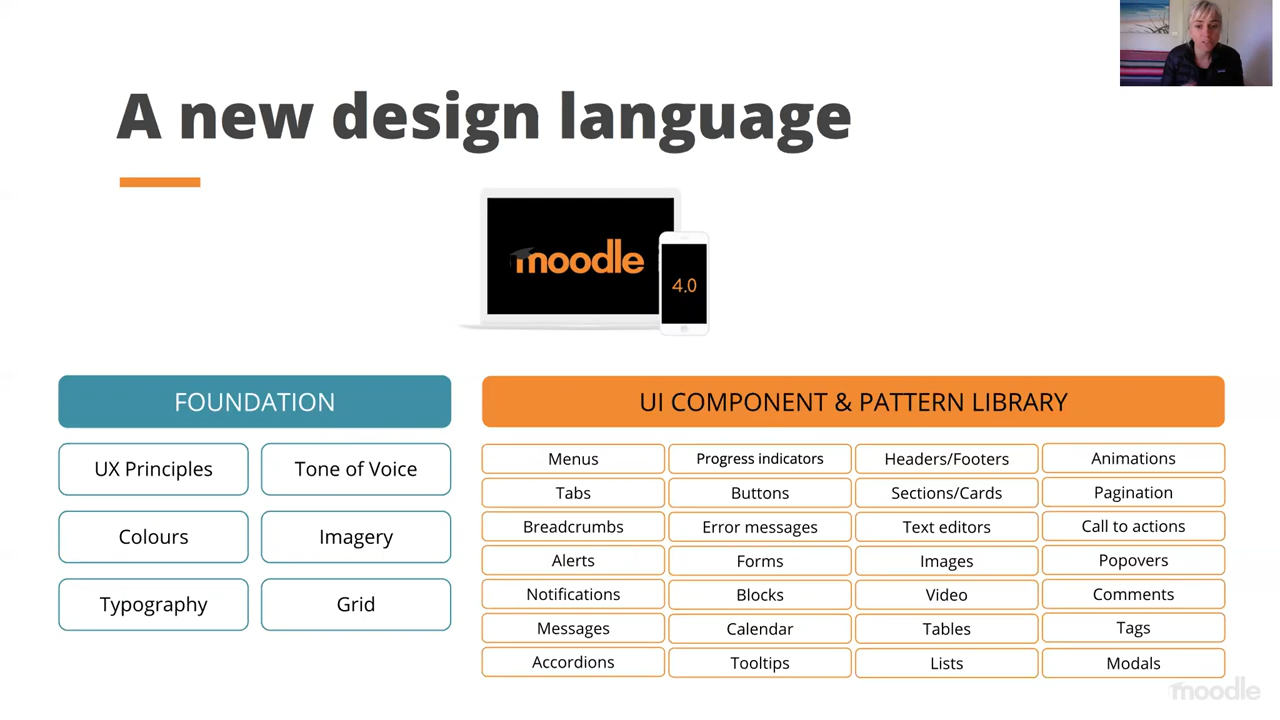 A new design language
moodle
4.0
FOUNDATION
UX Principles
Tone of Voice
Colours
Imagery
Typography
Grid
UI COMPONENT & PATTERN LIBRARY
Menus
Progress indicators
Headers/Footers
Animations
Tabs
Buttons
Sections/Cards
Pagination
Breadcrumbs
Error messages
Text editors
Call to actions
Alerts
Forms
Images
Popovers
Notifications
Blocks
Video
Comments
Messages
Calendar
Tables
Tags
Accordions
Tooltips
Lists
Modals
moodle